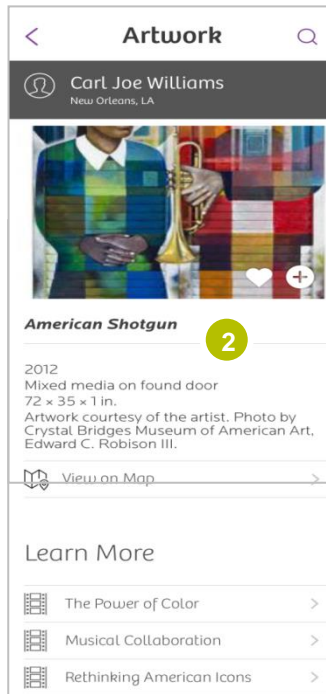 Artwork
Carl Joe Williams
New Orleans, LA
American Shotgun
2
2012
Mixed media on found door
72 × 35 × 1 in.
Artwork courtesy of the artist. Photo by
Crystal Bridges Museum of American Art,
Edward C. Robison III.
View on Map
Learn More
The Power of Color
Musical Collaboration
Rethinking American Icons